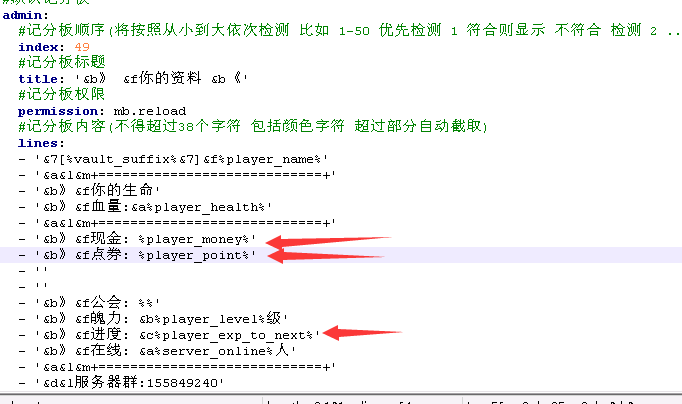 admin:
#记分板顺序(将按照从小到大依次检测 比如 1-50 优先检测 1 符合则显示 不符合 检测 2 ..
index: 49
#记分板标题
title: '&b》 &f你的资料 &b《'
#记分板权限
permission: mb.reload
#记分板内容(不得超过38个字符 包括颜色字符 超过部分自动截取)
lines:
- '&7[%vault_suffix%&7]&f%player_name%'
- '&a&l&m+===========================+'
- '&b》&f你的生命'
- '&b》&f血量:&a%player_health%'
- '&a&l&m+===========================+'
- '&b》&f现金: %player_money%'
- '&b》&f点券: %player_point%'
- ''
- ''
- '&b》&f公会: %%'
- '&b》&f魄力: &b%player_level%级'
- '&b》&f进度: &c%player_exp_to_next%'
- '&b》&f在线: &a%server_online%人'
- '&a&l&m+===========================+'
- '&d&l服务器群:155849240'